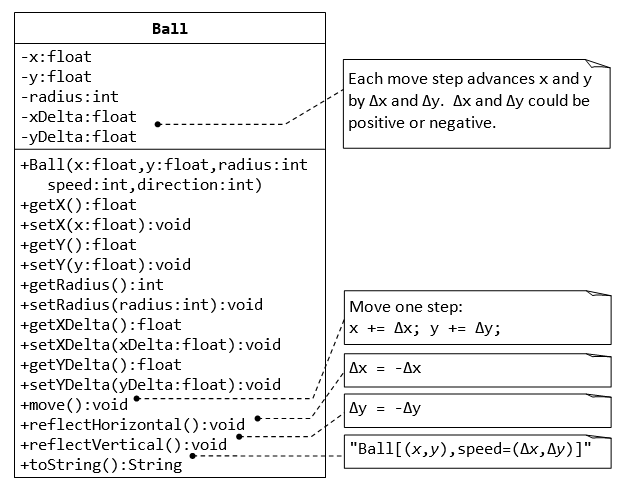 Ball
-x:float
-y:float
-radius:int
-xDelta:float
-yDelta:float
Each move step advances x and y
by Δx and Δy. Δx and Δy could be
positive or negative.
+Ball(x:float,y:float,radius:int
speed:int,direction:int)
+getX():float
+setX(x:float):void
+getY():float
+setY(y:float):void
+getRadius():int
+setRadius(radius:int):void
+getXDelta():float
+setXDelta(xDelta:float):void
+getYDelta():float
+setYDelta(yDelta:float):void
+move():void
+reflectHorizontal():void
+reflectVertical():void
+toString():String
Move one step:
x += Δx; y += Δy;
Δx = -Δx
Δy = -Δy
"Ball[(x,y),speed=(Δx,Δy)]"